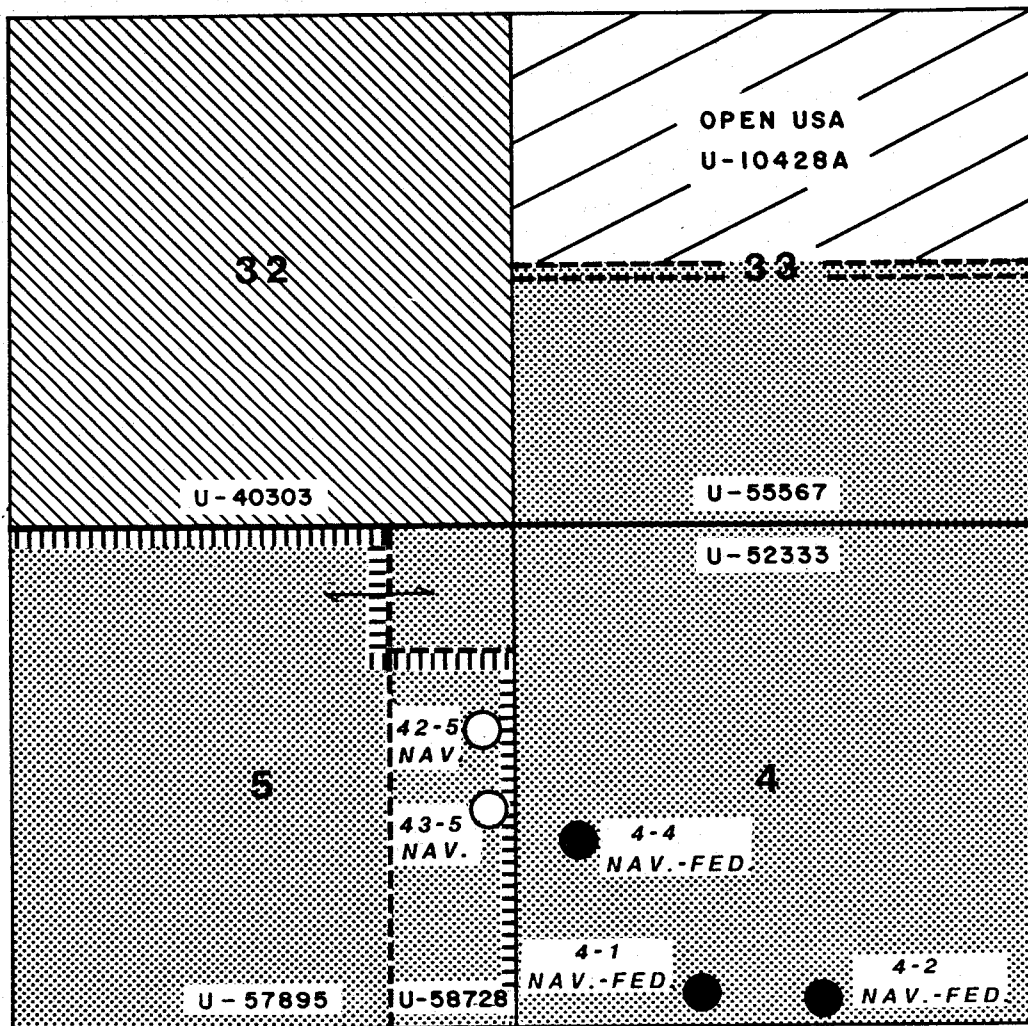 OPEN USA
U-10428A
32
33
U-40303
U-55567
U-52333
42-5
NAV.
5
4
43-5
NAV.
4-4
NAV.-FED.
4-1
NAV.-FED.
4-2
NAV.-FED.
U-57895
U-58728